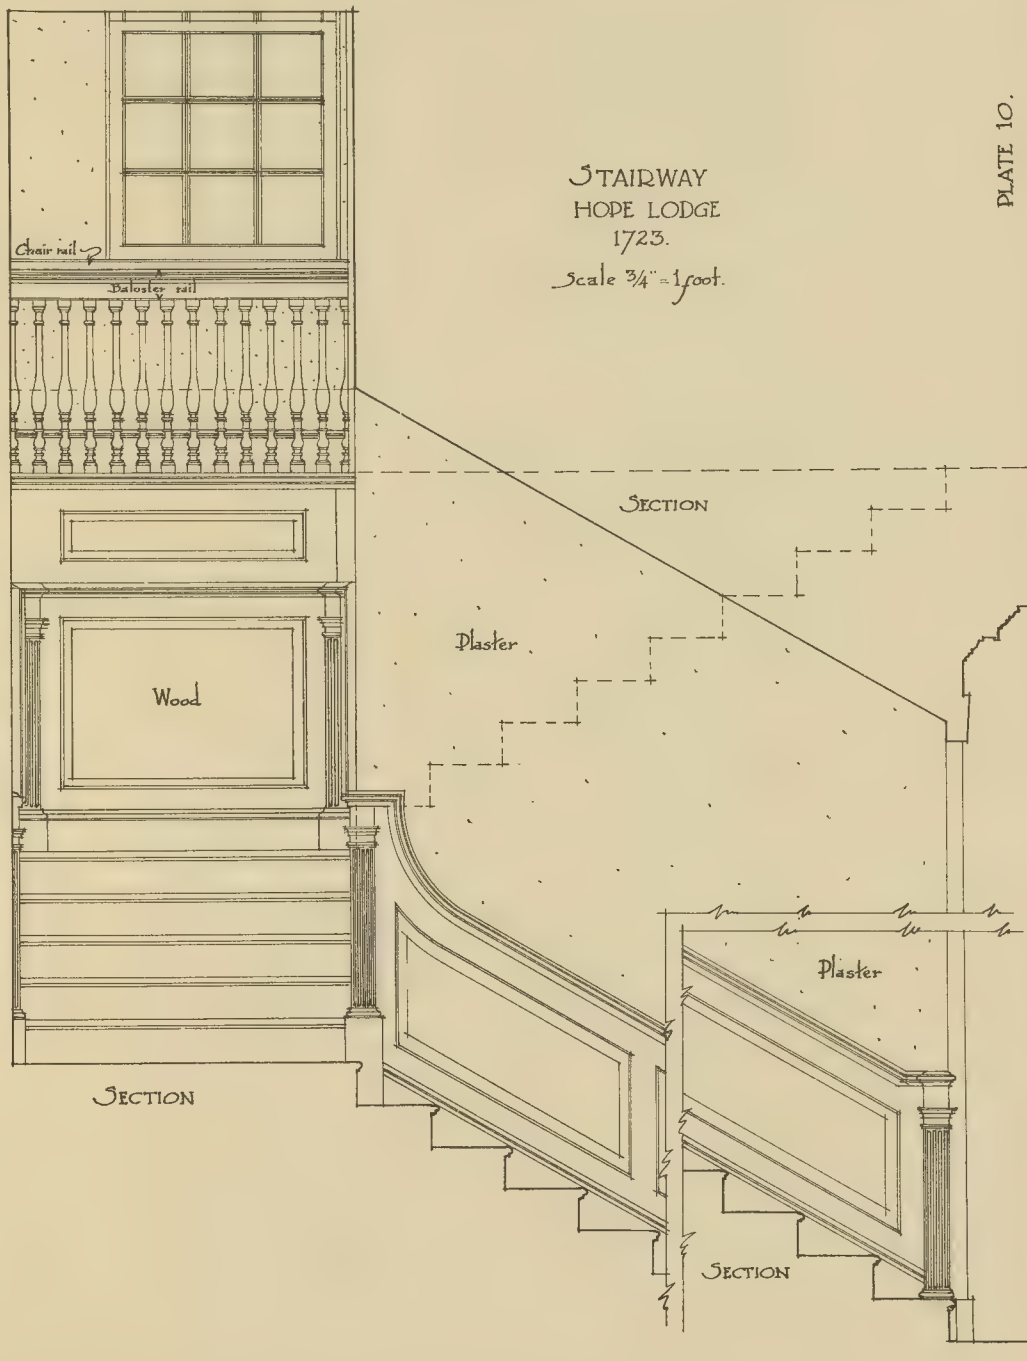 PLATE 10.
STAIRWAY
HOPE LODGE
1723.
Scale 3/4" = 1 foot.
Chair rail
Baloster rail
SECTION
Plaster
Wood
Plaster
SECTION
SECTION